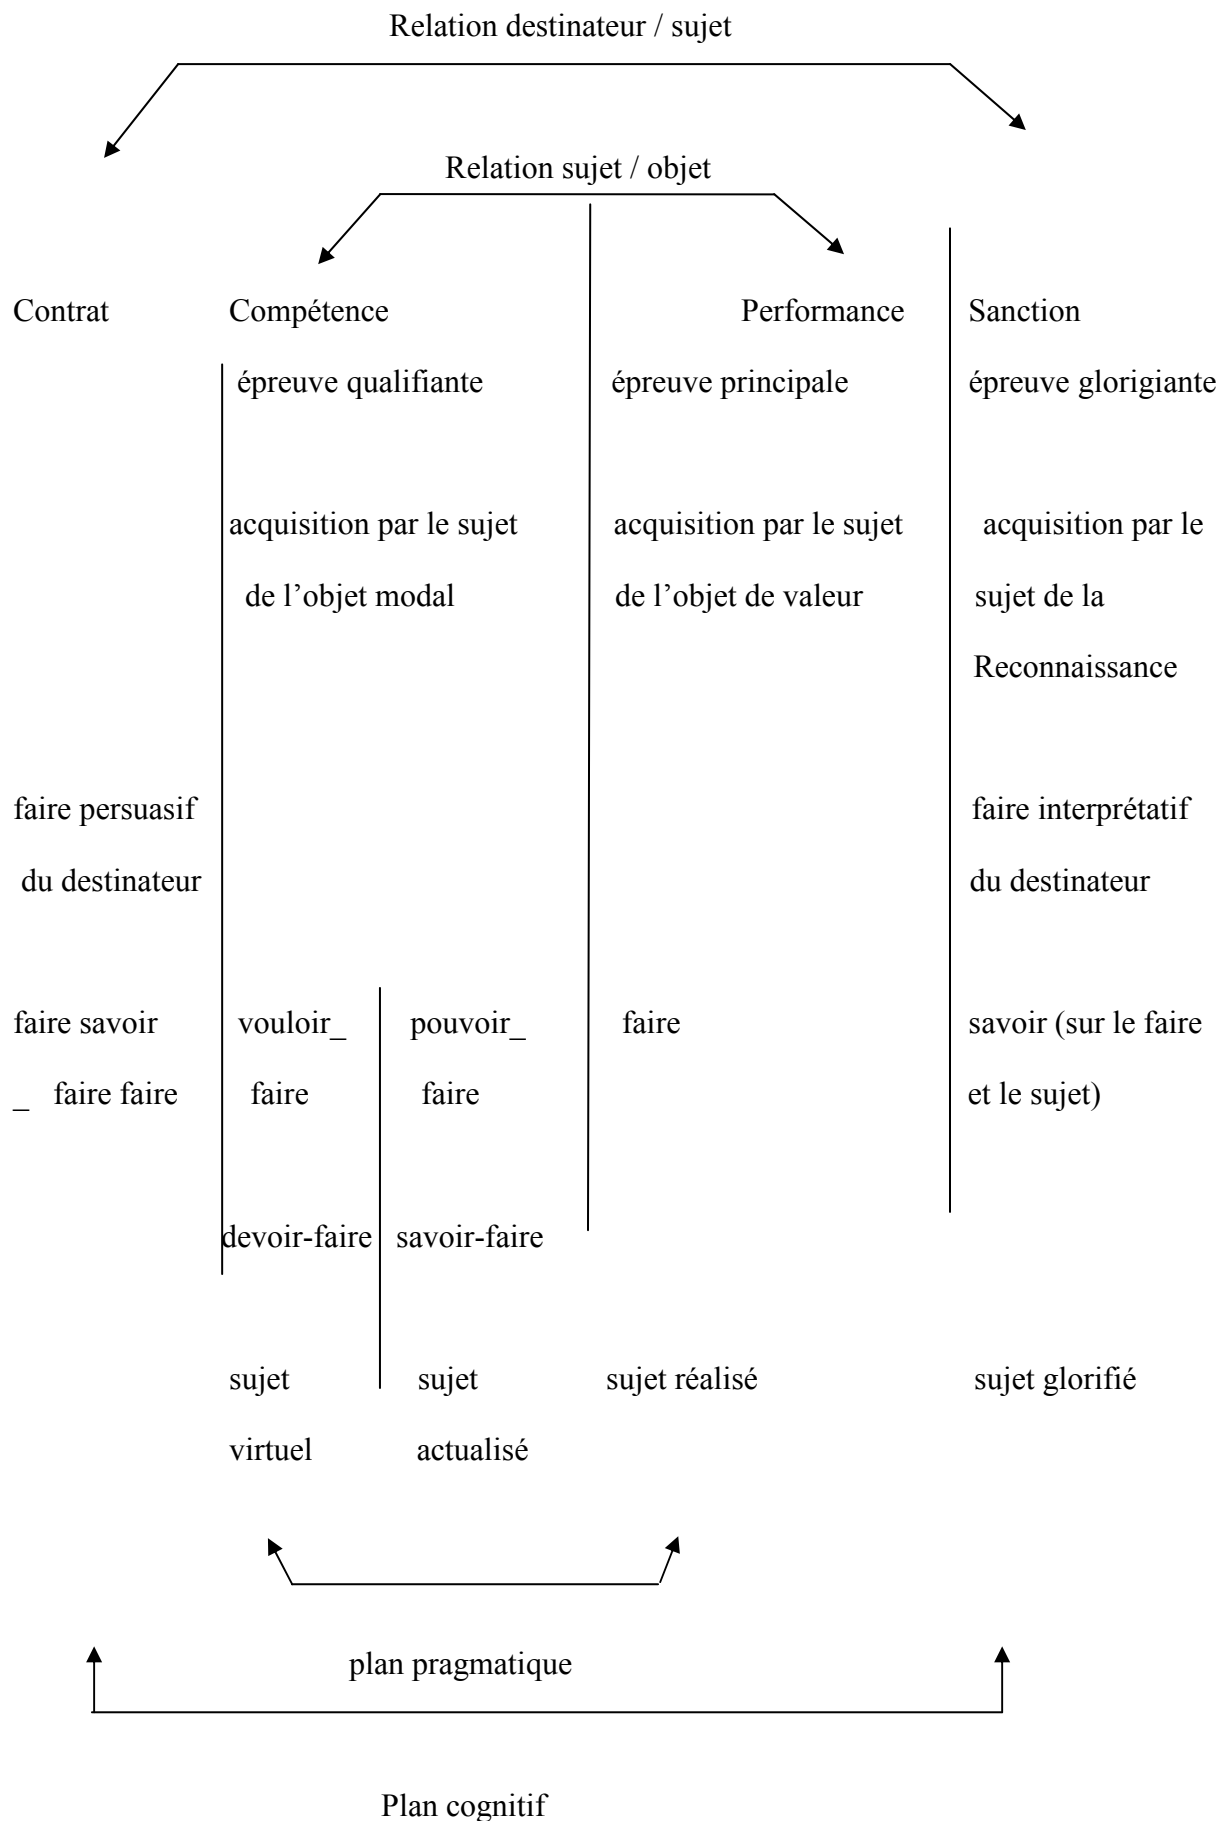 Relation destinateur / sujet
Relation sujet / objet
Contrat Compétence Performance Sanction
épreuve qualifiante épreuve principale épreuve glorigiante
acquisition par le sujet acquisition par le sujet acquisition par le
de l’objet modal de l’objet de valeur sujet de la
Reconnaissance
faire persuasif faire interprétatif
du destinateur du destinateur
faire savoir vouloir_ pouvoir_ faire savoir (sur le faire
_ faire faire faire faire et le sujet)
devoir-faire savoir-faire
sujet sujet sujet réalisé sujet glorifié
virtuel actualisé
plan pragmatique
Plan cognitif